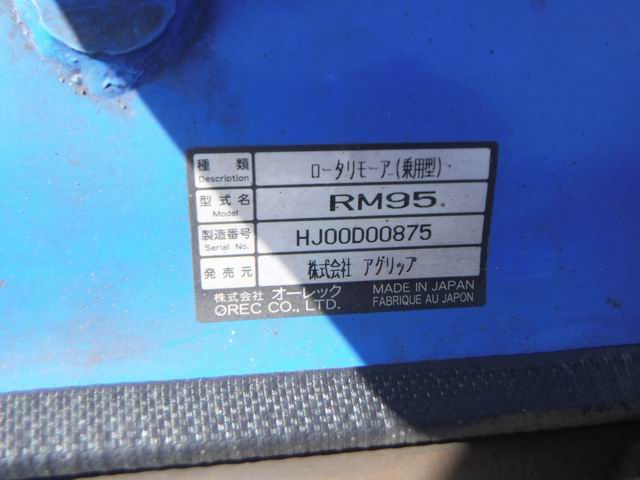 種類 ロータリモーア(乗用型)
Description
型式名 RM95
Model
製造番号 HJ00D00875
Serial No.
発売元 株式会社 アグリップ
株式会社 オーレック MADE IN JAPAN
OREC CO., LTD. FABRIQUE AU JAPON